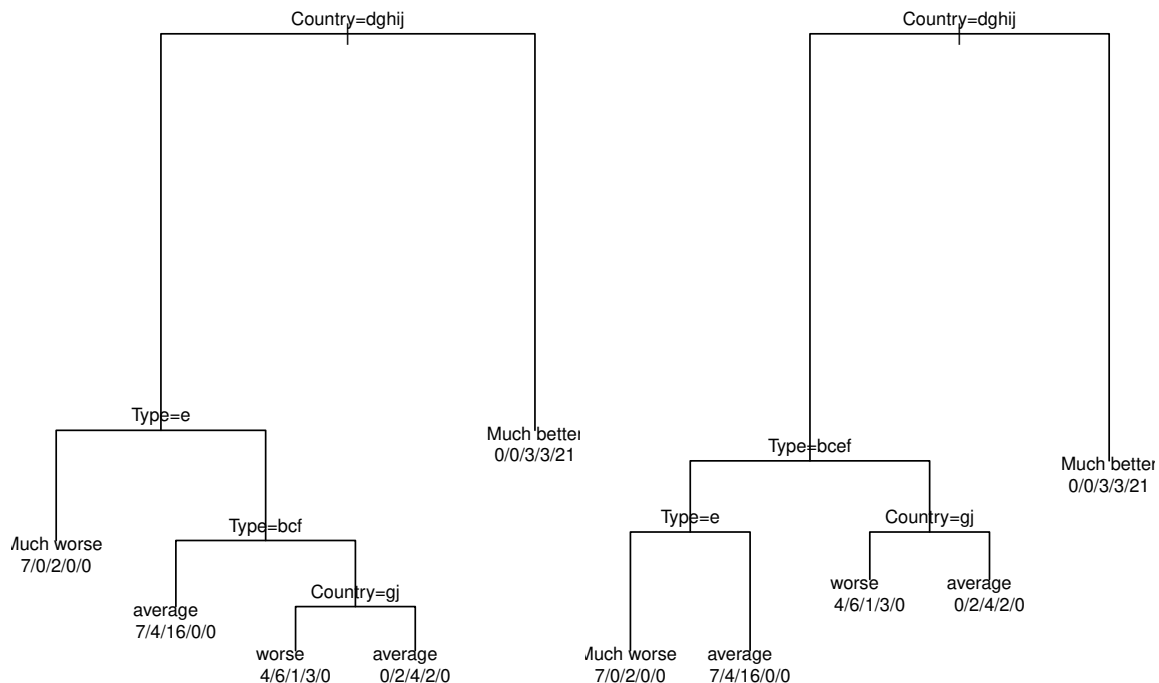 Country=dghij
Type=e
Much better
0/0/3/3/21
Much worse
7/0/2/0/0
Type=bcf
average
7/4/16/0/0
Country=gj
worse
4/6/1/3/0
average
0/2/4/2/0
Country=dghij
Type=bcef
Much better
0/0/3/3/21
Type=e
Country=gj
worse
4/6/1/3/0
average
0/2/4/2/0
Much worse
7/0/2/0/0
average
7/4/16/0/0